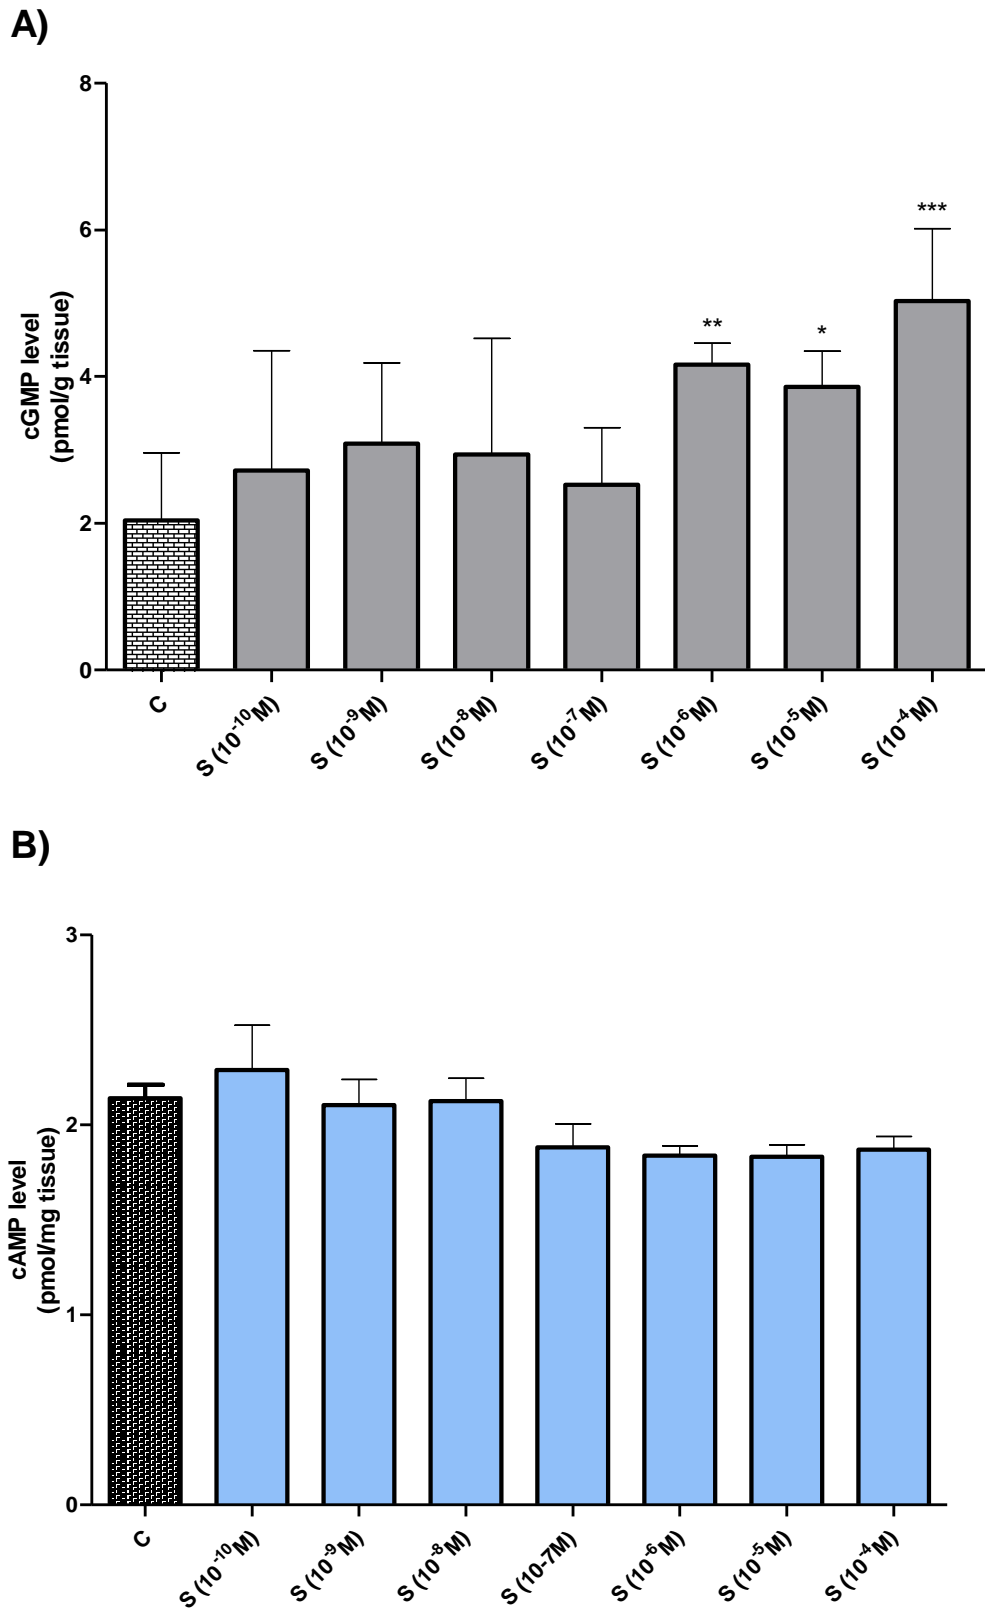 A)
8
6
4
2
0
cGMP level
(pmol/g tissue)
**
*
***
C
S (10⁻¹⁰M)
S (10⁻⁹M)
S (10⁻⁸M)
S (10⁻⁷M)
S (10⁻⁶M)
S (10⁻⁵M)
S (10⁻⁴M)
B)
3
2
1
0
cAMP level
(pmol/mg tissue)
C
S (10⁻¹⁰M)
S (10⁻⁹M)
S (10⁻⁸M)
S (10-7M)
S (10⁻⁶M)
S (10⁻⁵M)
S (10⁻⁴M)